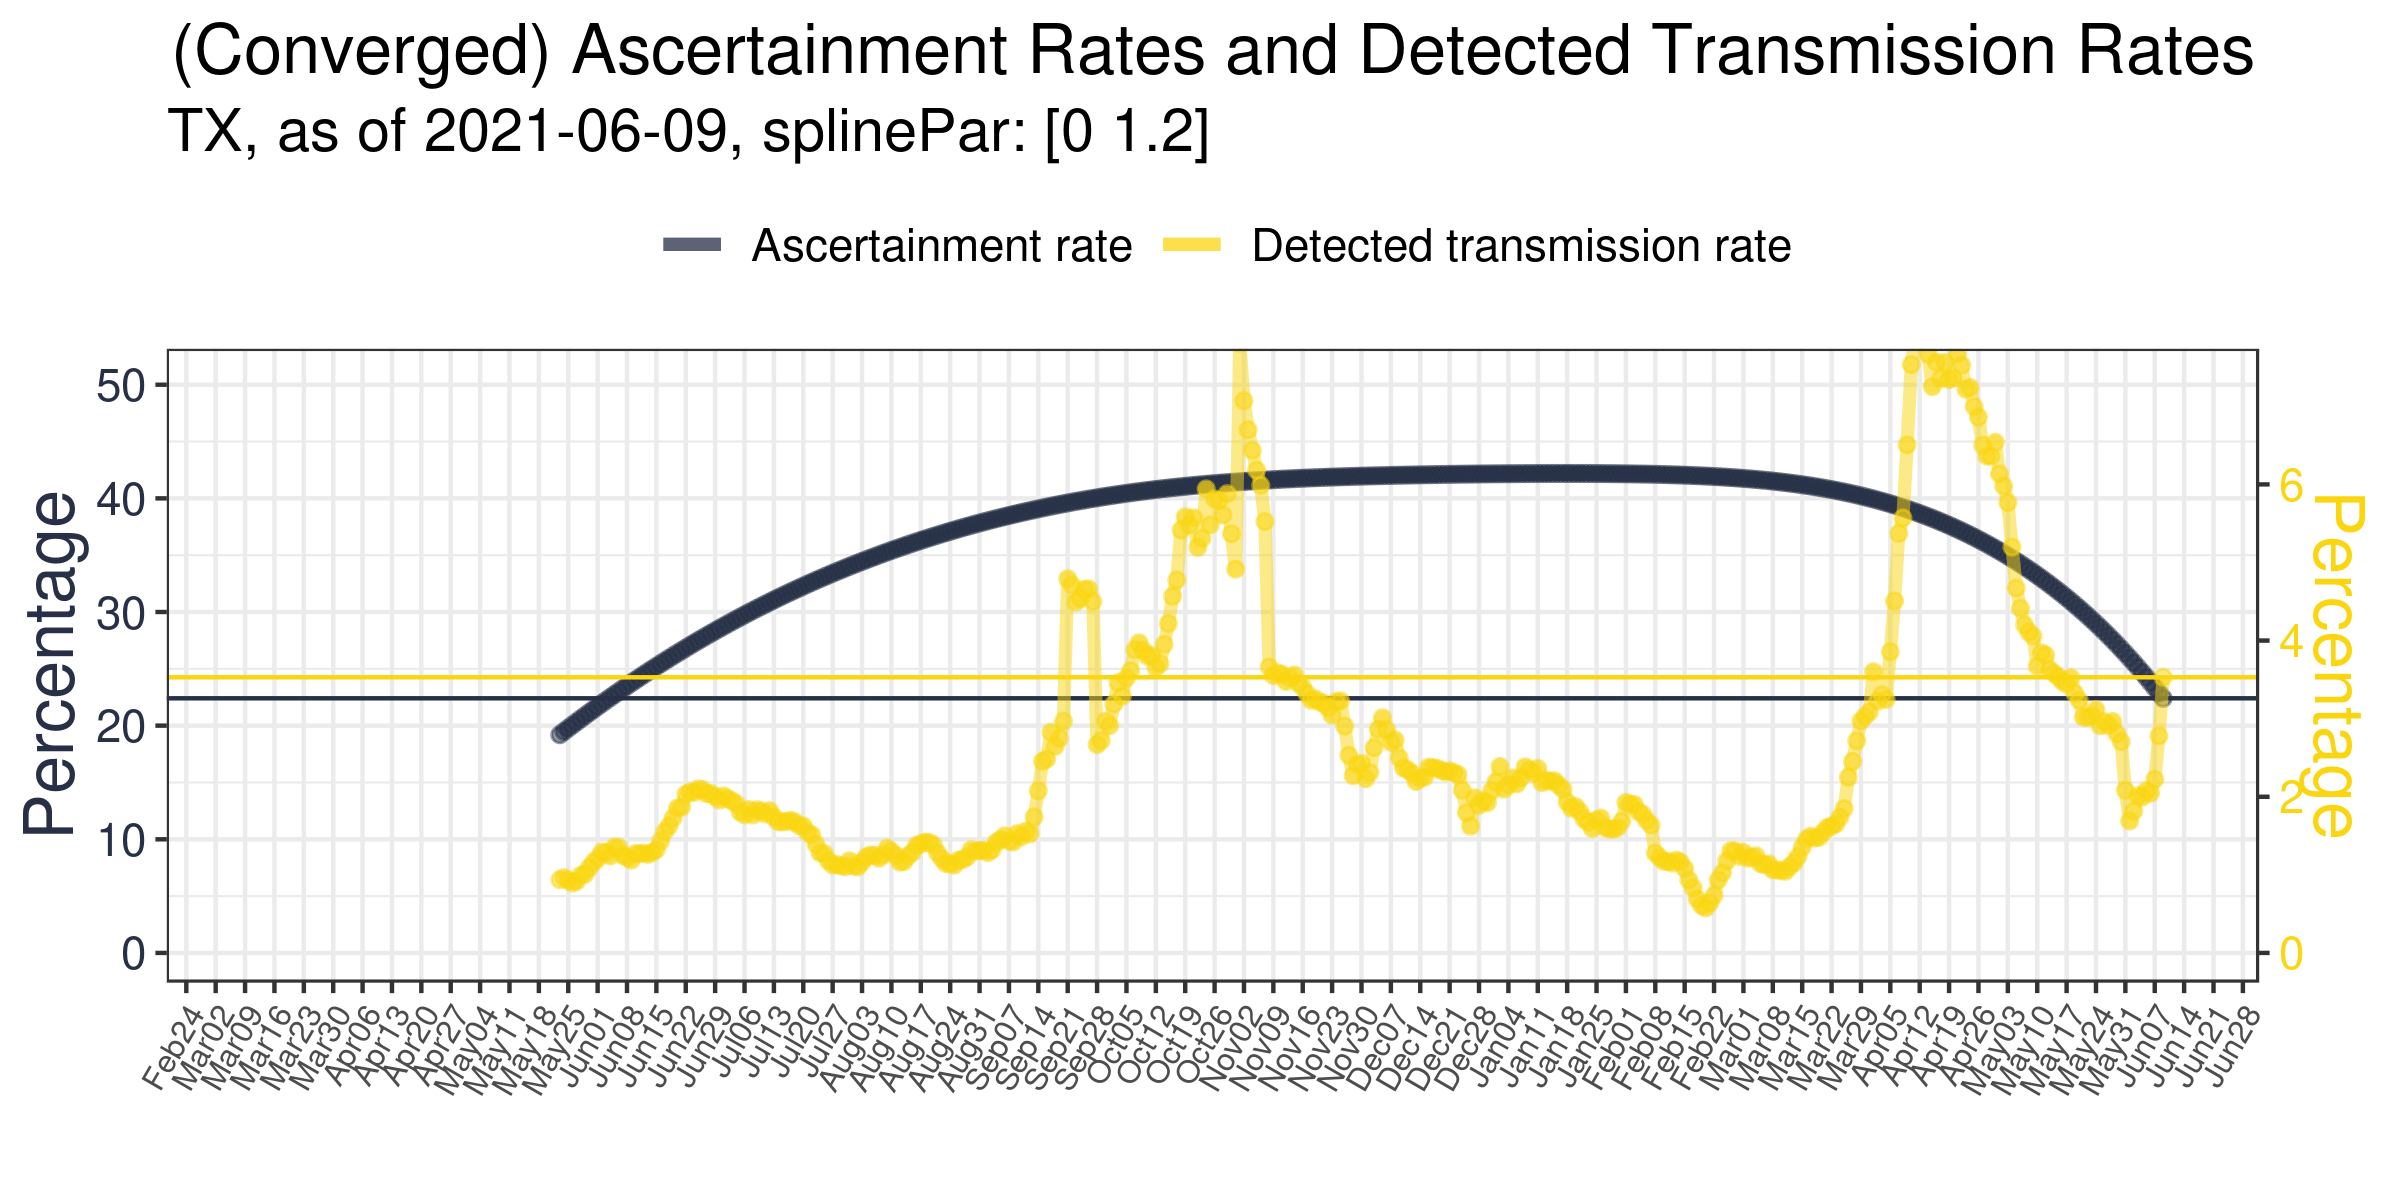 (Converged) Ascertainment Rates and Detected Transmission Rates
TX, as of 2021-06-09, splinePar: [0 1.2]
Ascertainment rate
Detected transmission rate
Percentage
50
40
30
20
10
0
6
4
2
0
Percentage
Feb24
Mar02
Mar09
Mar16
Mar23
Mar30
Apr06
Apr13
Apr20
Apr27
May04
May11
May18
May25
Jun01
Jun08
Jun15
Jun22
Jun29
Jul06
Jul13
Jul20
Jul27
Aug03
Aug10
Aug17
Aug24
Aug31
Sep07
Sep14
Sep21
Sep28
Oct05
Oct12
Oct19
Oct26
Nov02
Nov09
Nov16
Nov23
Nov30
Dec07
Dec14
Dec21
Dec28
Jan04
Jan11
Jan18
Jan25
Feb01
Feb08
Feb15
Feb22
Mar01
Mar08
Mar15
Mar22
Mar29
Apr05
Apr12
Apr19
Apr26
May03
May10
May17
May24
May31
Jun07
Jun14
Jun21
Jun28